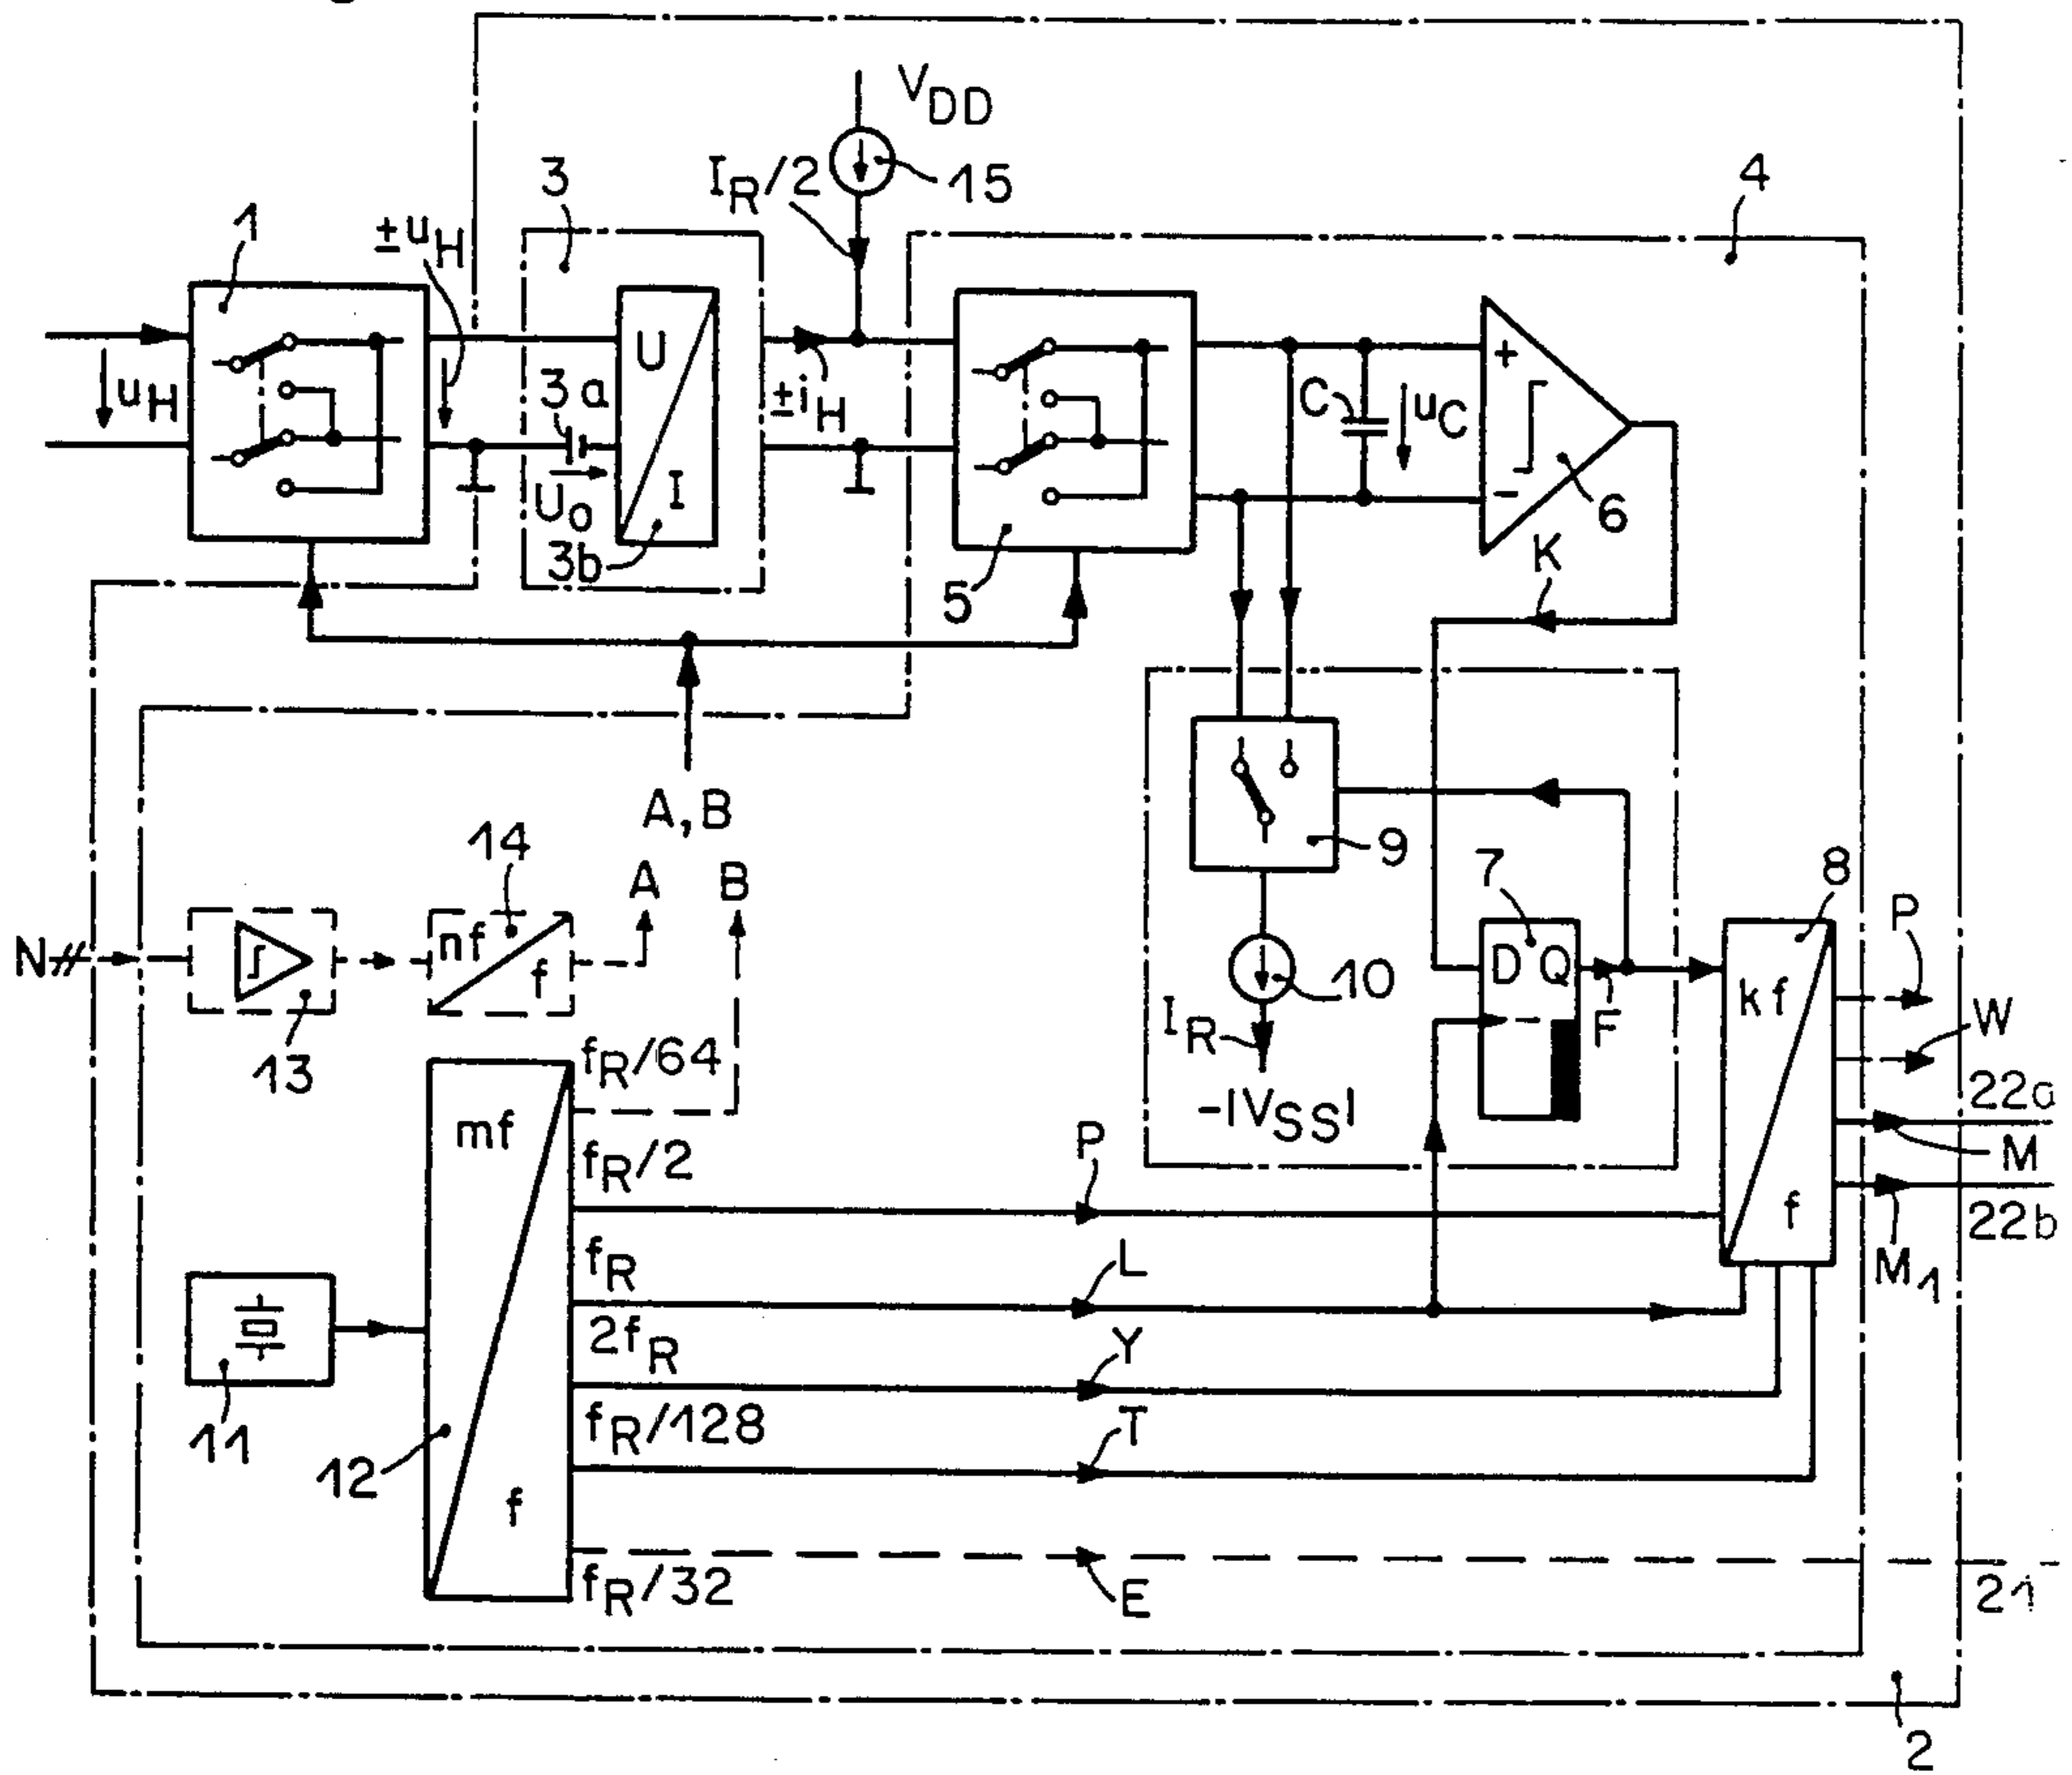 V_DD
I_R/2
15
3
4
1
±u_H
u_H
3a
U
I
U_0
3b
±i_H
5
C
u_C
+
-
6
K
A,B
9
14
A
B
7
8
P
N
nf
f
13
10
D Q
F
kf
f
W
I_R
-|V_SS|
22a
M
22b
M_1
f_R/64
mf
f
f_R/2
P
f_R
L
2f_R
Y
11
12
f_R/128
T
f_R/32
E
21
2